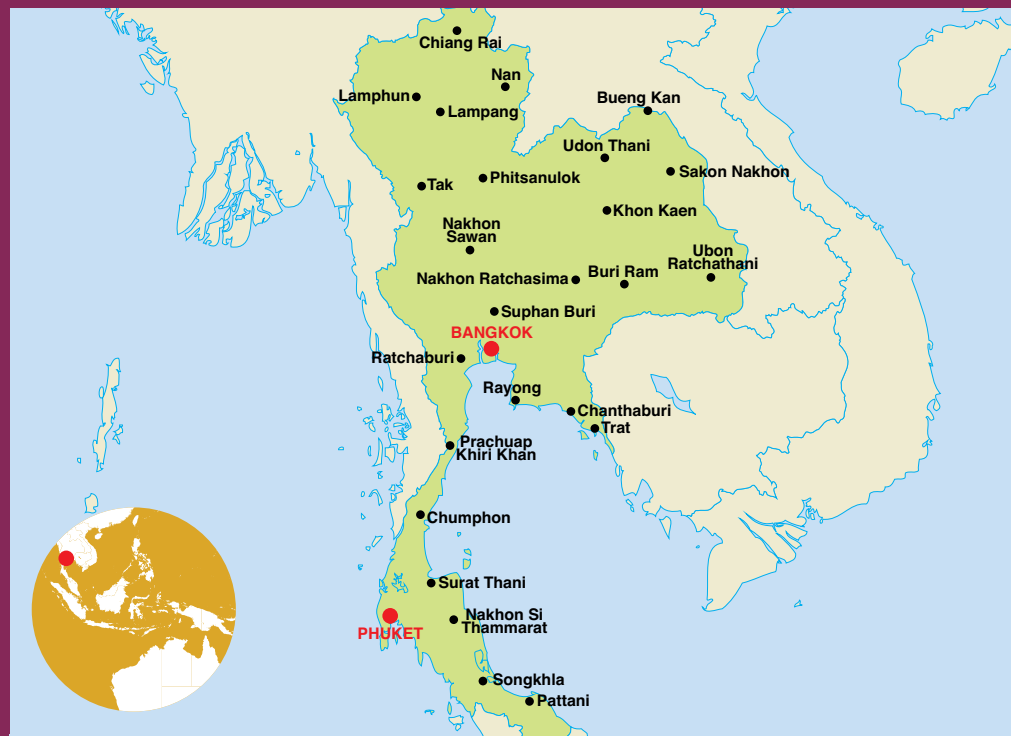 Chiang Rai
Nan
Lamphun
Lampang
Bueng Kan
Udon Thani
Sakon Nakhon
Phitsanulok
Tak
Khon Kaen
Nakhon
Sawan
Ubon
Ratchathani
Nakhon Ratchasima
Buri Ram
Suphan Buri
BANGKOK
Ratchaburi
Rayong
Chanthaburi
Trat
Prachuap
Khiri Khan
Chumphon
Surat Thani
Nakhon Si
Thammarat
PHUKET
Songkhla
Pattani